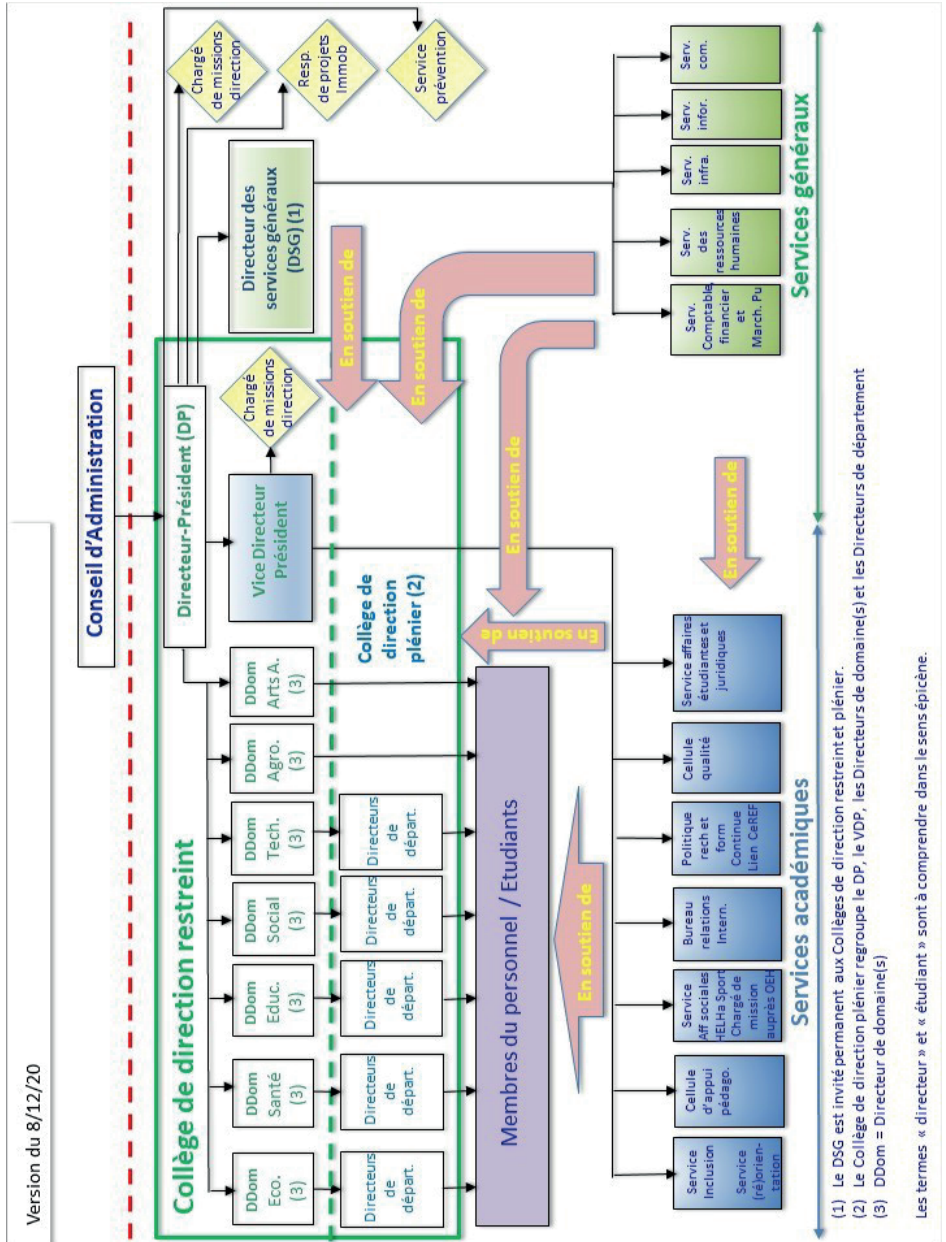 Version du 8/12/20
Conseil d'Administration
Collège de direction restreint
Directeur-Président (DP)
Chargé
de missions
direction
Resp.
de projets
Immob
Service
prévention
DDom
Eco.
(3)
DDom
Santé
(3)
DDom
Educ.
(3)
DDom
Social
(3)
DDom
Tech.
(3)
DDom
Agro.
(3)
DDom
Arts A.
(3)
Vice Directeur
Président
Chargé
de missions
direction
Directeur des
services généraux
(DSG) (1)
Directeurs
de
départ.
Directeurs
de
départ.
Directeurs
de
départ.
Directeurs
de
départ.
Directeurs
de
départ.
Collège de
direction
plénier (2)
En soutien de
En soutien de
Membres du personnel / Etudiants
En soutien de
En soutien de
En soutien de
En soutien de
Service
Inclusion
Service
(ré)orien-
tation
Cellule
d'appui
pédago.
Service
Aff sociales
HELHa Sport
Chargé de
mission
auprès OEH
Bureau
relations
Intern.
Politique
rech et
form
Continue
Lien CeREF
Cellule
qualité
Service affaires
étudiantes et
juridiques
Serv.
Comptable,
financier
et
March. Pu
Serv.
des
ressources
humaines
Serv.
infra.
Serv.
infor.
Serv.
com.
Services académiques
Services généraux
(1) Le DSG est invité permanent aux Collèges de direction restreint et plénier.
(2) Le Collège de direction plénier regroupe le DP, le VDP, les Directeurs de domaine(s) et les Directeurs de département
(3) DDom = Directeur de domaine(s)
Les termes « directeur » et « étudiant » sont à comprendre dans le sens épicène.